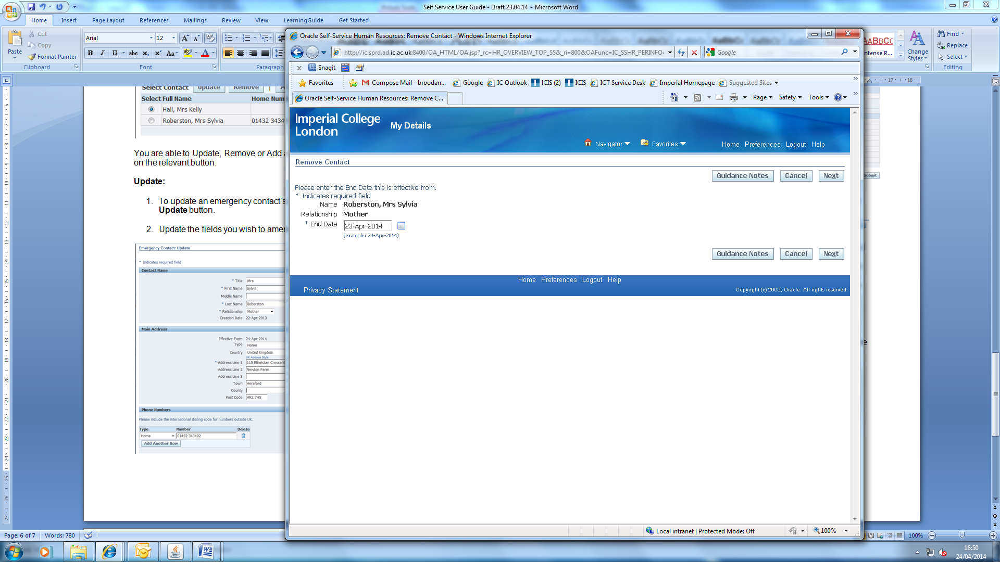 Self Service User Guide - Draft 23.04.14 - Microsoft Word
Home Insert Page Layout References Mailings Review View LearningGuide Get Started
Paste
Cut
Copy
Format Painter
Clipboard
Arial 12
B I U abc x₂ x² Aa
Font
Paragraph
ntense R...
Change Styles
Find
Replace
Select
Editing
Select Contact Update Remove
Select Full Name Home Num
Hall, Mrs Kelly
Roberston, Mrs Sylvia 01432 3434
You are able to Update, Remove or Add
on the relevant button.
Update:
1. To update an emergency contact's
Update button.
2. Update the fields you wish to amen
Emergency Contact: Update
* Indicates required field
Contact Name
* Title Mrs
* First Name Sylvia
Middle Name
* Last Name Roberston
* Relationship Mother
Creation Date 22-Apr-2013
Main Address
Effective From 24-Apr-2014
Type Home
Country United Kingdom
UK Address Style
* Address Line 1 115 Ethelstan Crescent
Address Line 2 Newton Farm
Address Line 3
Town Hereford
County
Post Code HR2 7HS
Phone Numbers
Please include the international dialing code for numbers outside UK.
Type Number Delete
Home 01432 343492
Add Another Row
Page: 6 of 7 Words: 780
100%
Submit
Oracle Self-Service Human Resources: Remove Contact - Windows Internet Explorer
http://icisprd.ad.ic.ac.uk:8400/OA_HTML/OA.jsp?_rc=HR_OVERVIEW_TOP_SS&_ri=800&OAFunc=IC_SSHR_PERINFO
Google
x Snagit
Favorites Compose Mail - broodan... Google IC Outlook ICIS (2) ICIS ICT Service Desk Imperial Homepage Suggested Sites
Oracle Self-Service Human Resources: Remove C...
Page Safety Tools
Imperial College
London
My Details
Navigator Favorites Home Preferences Logout Help
Remove Contact
Guidance Notes Cancel Next
Please enter the End Date this is effective from.
* Indicates required field
Name Roberston, Mrs Sylvia
Relationship Mother
* End Date 23-Apr-2014
(example: 24-Apr-2014)
Guidance Notes Cancel Next
Home Preferences Logout Help
Privacy Statement
Copyright (c) 2006, Oracle. All rights reserved.
Local intranet | Protected Mode: Off
100%
16:50
24/04/2014